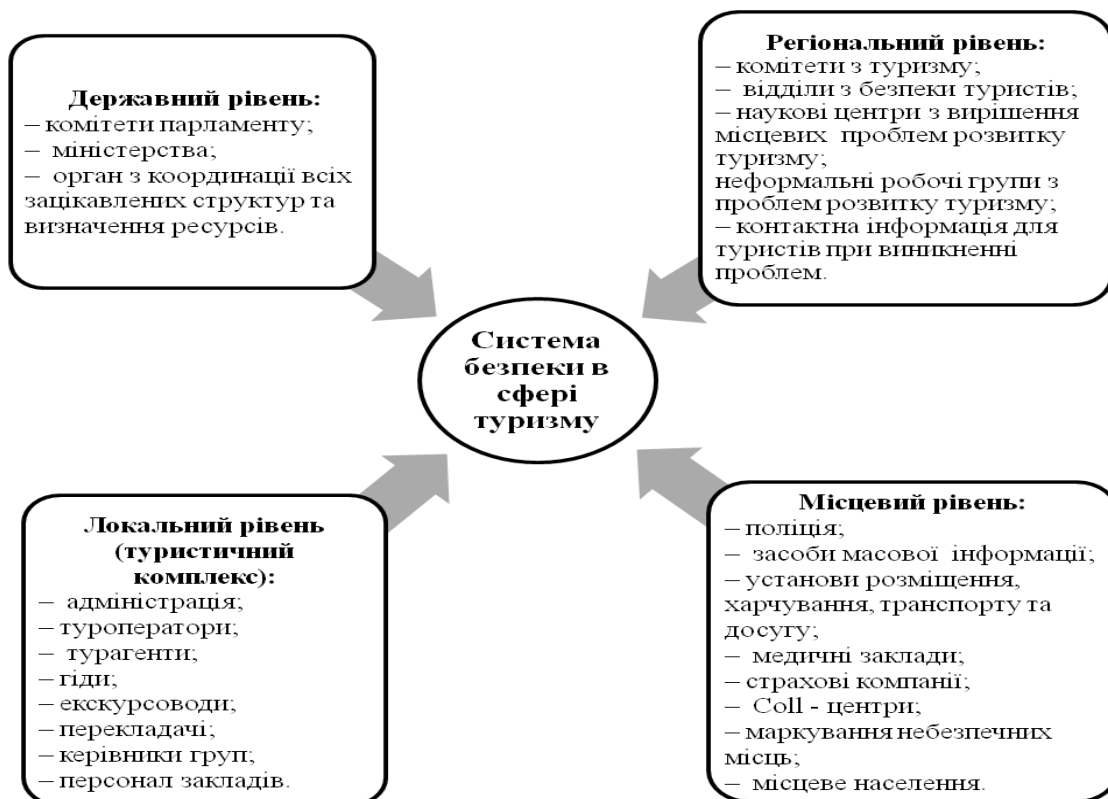 Державний рівень:
– комітети парламенту;
– міністерства;
– орган з координації всіх
зацікавлених структур та
визначення ресурсів.
Регіональний рівень:
– комітети з туризму;
– відділи з безпеки туристів;
– наукові центри з вирішення
місцевих проблем розвитку
туризму;
неформальні робочі групи з
проблем розвитку туризму;
– контактна інформація для
туристів при виникненні
проблем.
Система
безпеки в
сфері
туризму
Локальний рівень
(туристичний
комплекс):
– адміністрація;
– туроператори;
– турагенти;
– гіди;
– екскурсоводи;
– перекладачі;
– керівники груп;
– персонал закладів.
Місцевий рівень:
– поліція;
– засоби масової інформації;
– установи розміщення,
харчування, транспорту та
досугу;
– медичні заклади;
– страхові компанії;
– Coll - центри;
– маркування небезпечних
місць;
– місцеве населення.